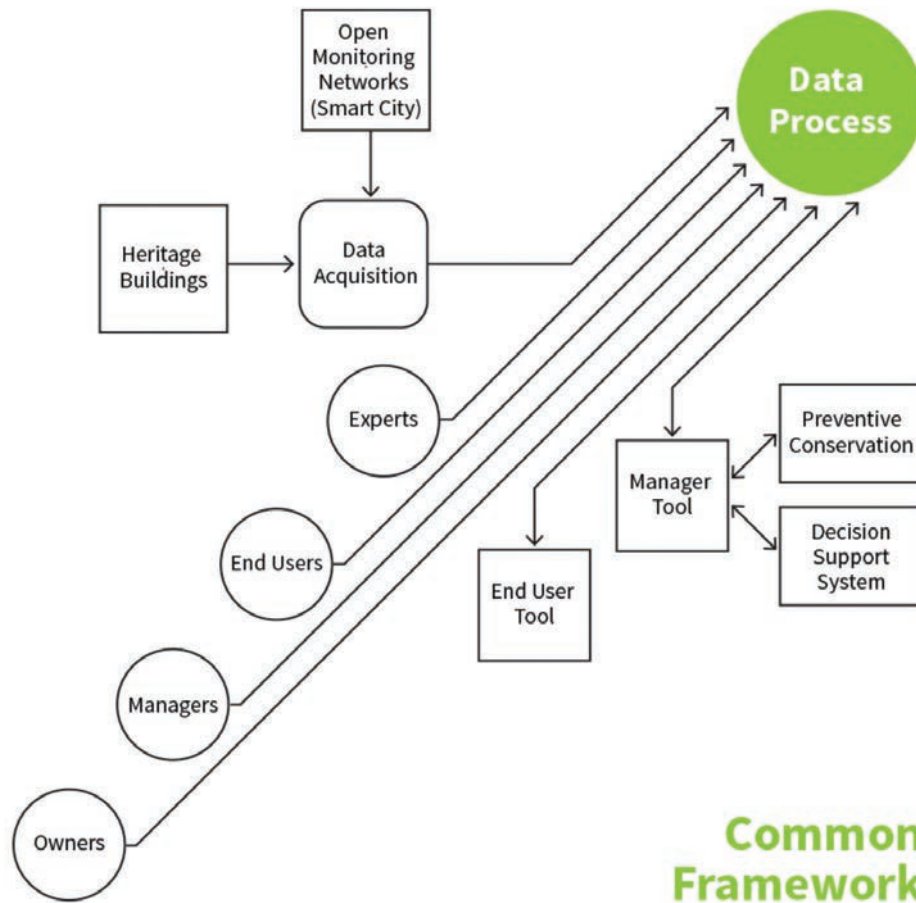 Open
Monitoring
Networks
(Smart City)
Data
Process
Heritage
Buildings
Data
Acquisition
Experts
Preventive
Conservation
Manager
Tool
End Users
Decision
Support
System
End User
Tool
Managers
Owners
Common
Framework